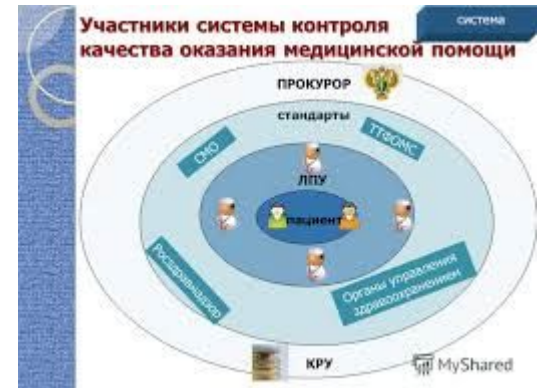 система
Участники системы контроля
качества оказания медицинской помощи
ПРОКУРОР
стандарты
СМО
ТТФОМС
ЛПУ
пациент
Росздравнадзор
Органы управления
здравоохранением
КРУ
MyShared